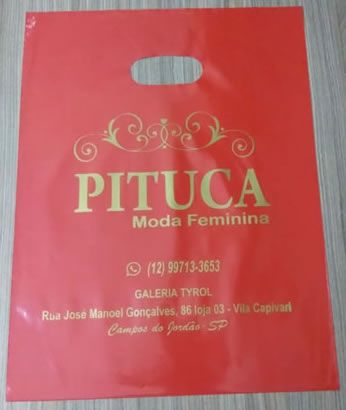 PITUCA
Moda Feminina
(12) 99713-3653
GALERIA TYROL
Rua José Manoel Gonçalves, 86 loja 03 - Vila Capivari
Campos do Jordão - SP